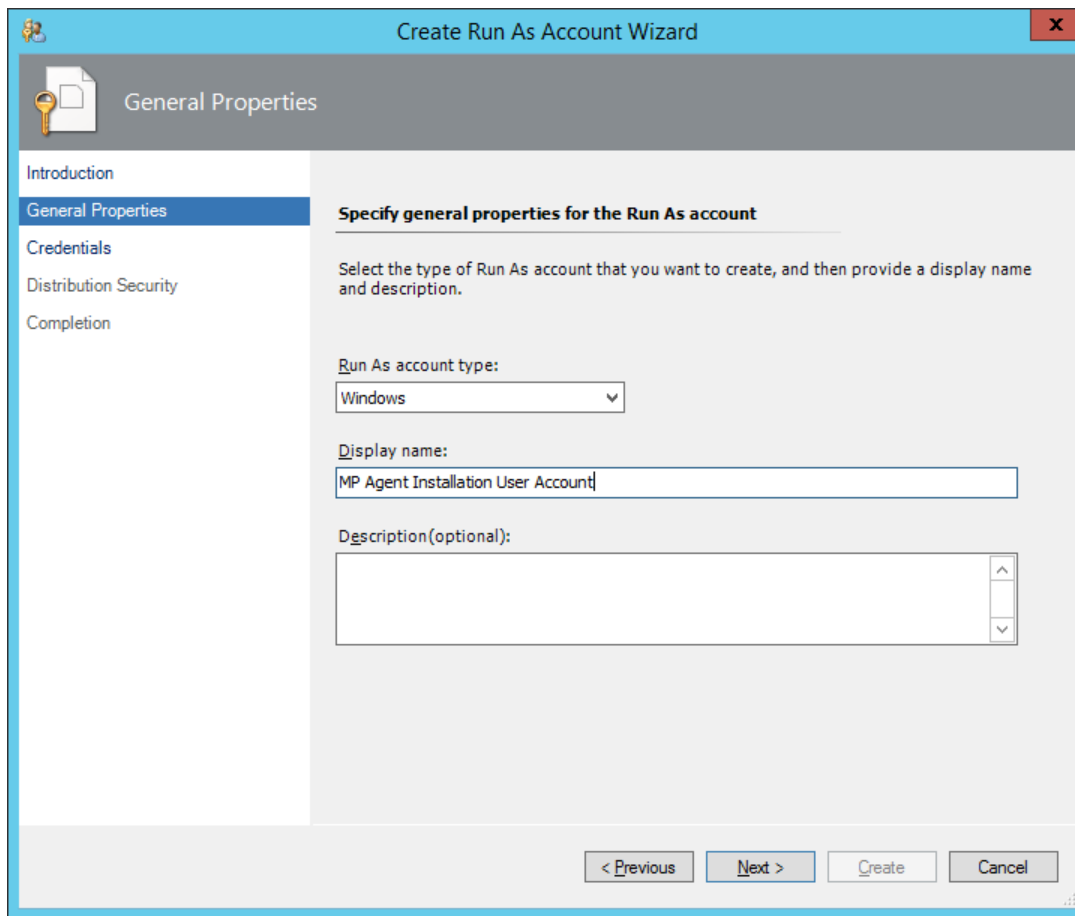 Create Run As Account Wizard
x
General Properties
Introduction
General Properties
Credentials
Distribution Security
Completion
Specify general properties for the Run As account
Select the type of Run As account that you want to create, and then provide a display name
and description.
Run As account type:
Windows
Display name:
MP Agent Installation User Account
Description(optional):
< Previous
Next >
Create
Cancel